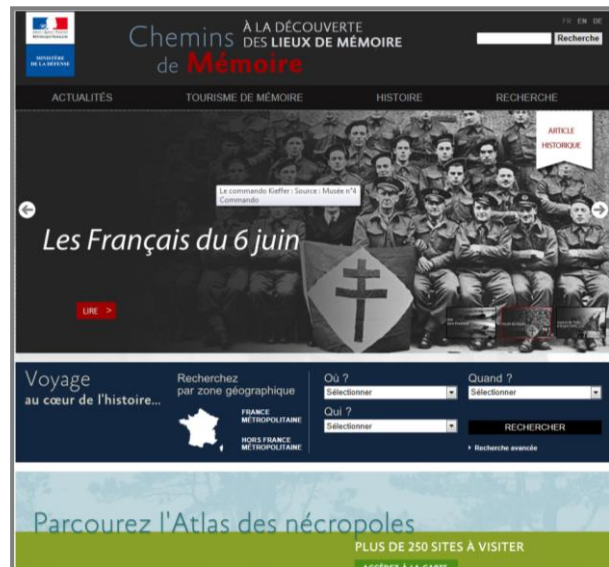 FR EN DE
Recherche
MINISTÈRE
DE LA DÉFENSE
Chemins
de Mémoire
À LA DÉCOUVERTE
DES LIEUX DE MÉMOIRE
ACTUALITÉS TOURISME DE MÉMOIRE HISTOIRE RECHERCHE
ARTICLE
HISTORIQUE
Le commando Kieffer : Source : Musée n°4
Commando
Les Français du 6 juin
LIRE >
Voyage
au cœur de l'histoire...
Recherchez
par zone géographique
FRANCE
MÉTROPOLITAINE
HORS FRANCE
MÉTROPOLITAINE
Où ?
Sélectionner
Qui ?
Sélectionner
Quand ?
Sélectionner
RECHERCHER
Recherche avancée
Parcourez l'Atlas des nécropoles
PLUS DE 250 SITES À VISITER
ACCÉDEZ À LA CARTE